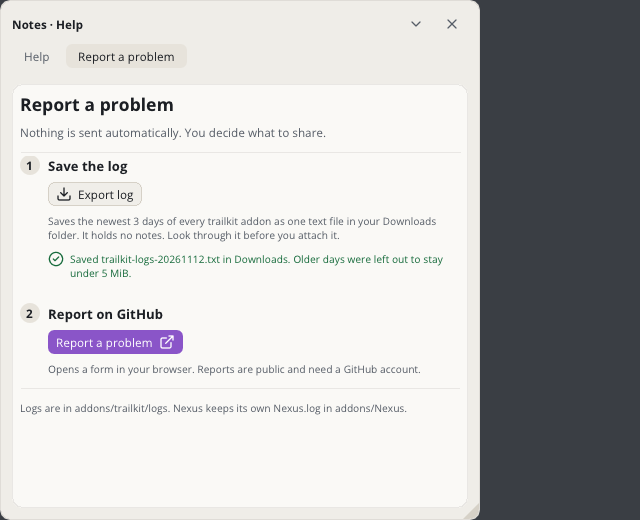 Notes · Help
Help
Report a problem
Report a problem
Nothing is sent automatically. You decide what to share.
1
Save the log
Export log
Saves the newest 3 days of every trailkit addon as one text file in your Downloads
folder. It holds no notes. Look through it before you attach it.
Saved trailkit-logs-20261112.txt in Downloads. Older days were left out to stay
under 5 MiB.
2
Report on GitHub
Report a problem
Opens a form in your browser. Reports are public and need a GitHub account.
Logs are in addons/trailkit/logs. Nexus keeps its own Nexus.log in addons/Nexus.